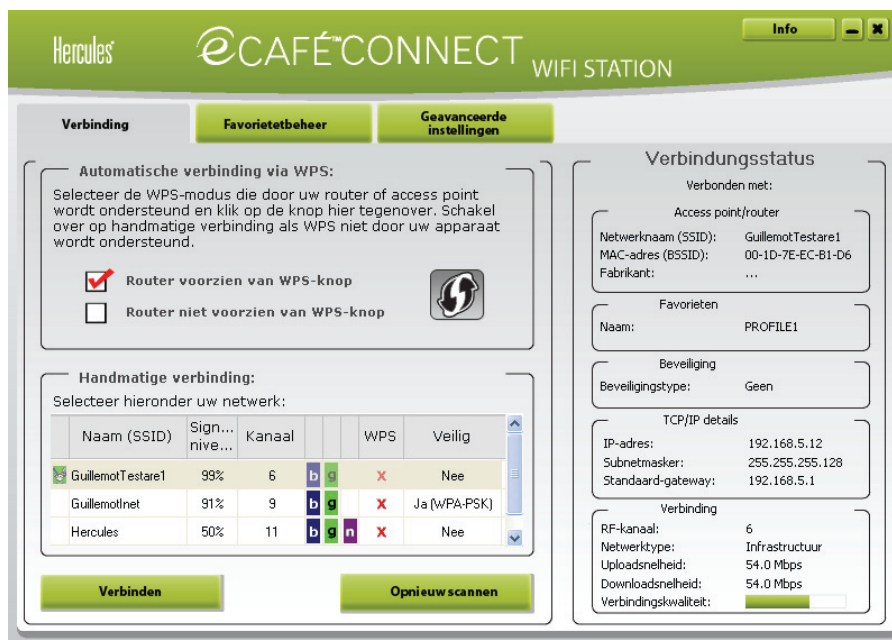 Hercules
eCAFÉ™CONNECT WIFI STATION
Info
Verbinding
Favorietetbeheer
Geavanceerde
instellingen
Automatische verbinding via WPS:
Selecteer de WPS-modus die door uw router of access point
wordt ondersteund en klik op de knop hier tegenover. Schakel
over op handmatige verbinding als WPS niet door uw apparaat
wordt ondersteund.
Router voorzien van WPS-knop
Router niet voorzien van WPS-knop
Handmatige verbinding:
Selecteer hieronder uw netwerk:
Naam (SSID) Sign... nive... Kanaal WPS Veilig
GuillemotTestare1 99% 6 b g x Nee
GuillemotInet 91% 9 b g x Ja (WPA-PSK)
Hercules 50% 11 b g n x Nee
Verbinden
Opnieuw scannen
Verbindungsstatus
Verbonden met:
Access point/router
Netwerknaam (SSID): GuillemotTestare1
MAC-adres (BSSID): 00-1D-7E-EC-B1-D6
Fabrikant: ...
Favorieten
Naam: PROFILE1
Beveiliging
Beveiligingstype: Geen
TCP/IP details
IP-adres: 192.168.5.12
Subnetmasker: 255.255.255.128
Standaard-gateway: 192.168.5.1
Verbinding
RF-kanaal: 6
Netwerktype: Infrastructuur
Uploadsnelheid: 54.0 Mbps
Downloadsnelheid: 54.0 Mbps
Verbindingskwaliteit: